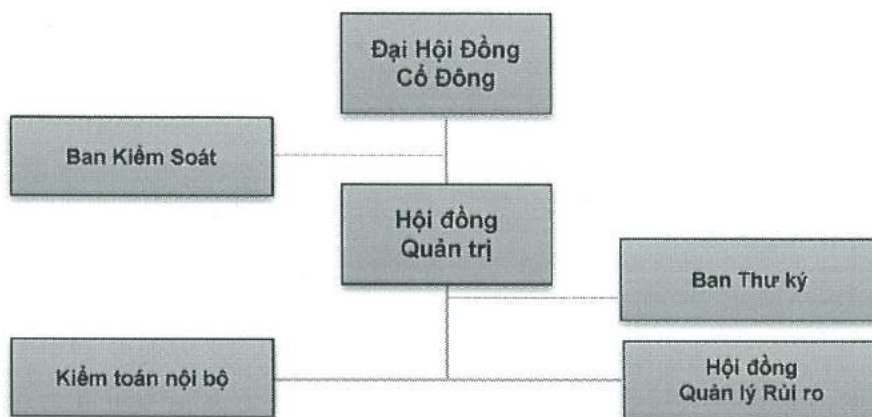 Đại Hội Đồng
Cổ Đông
Ban Kiểm Soát
Hội đồng
Quản trị
Ban Thư ký
Kiểm toán nội bộ
Hội đồng
Quản lý Rủi ro